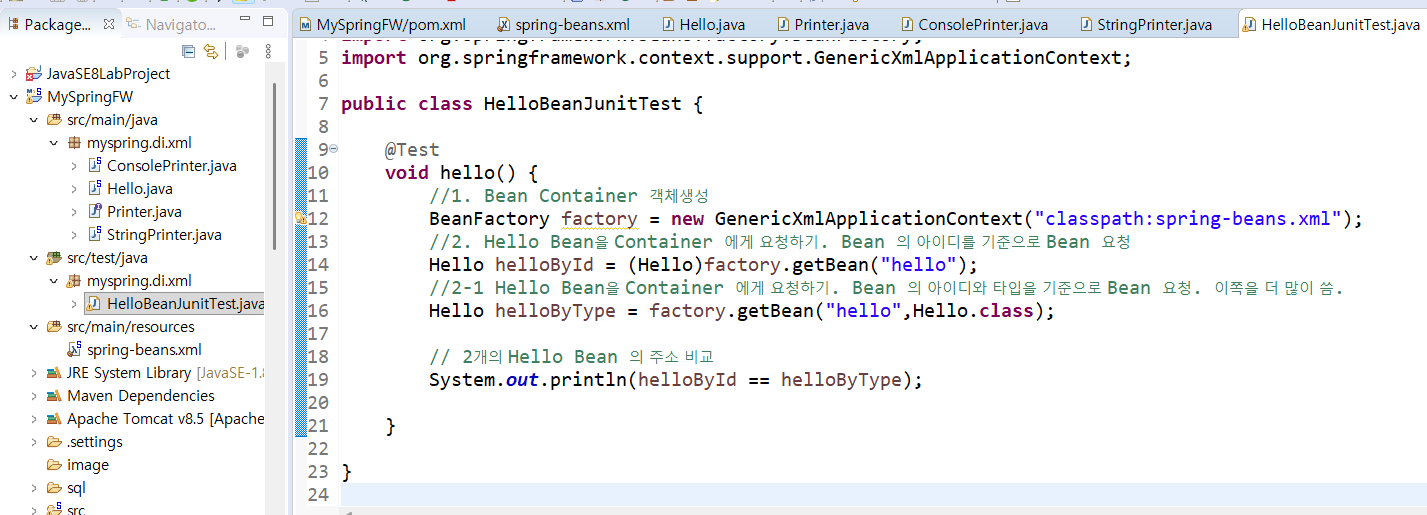 Package...
Navigato...
JavaSE8LabProject
MySpringFW
src/main/java
myspring.di.xml
ConsolePrinter.java
Hello.java
Printer.java
StringPrinter.java
src/test/java
myspring.di.xml
HelloBeanJunitTest.java
src/main/resources
spring-beans.xml
JRE System Library [JavaSE-1.8
Maven Dependencies
Apache Tomcat v8.5 [Apache
.settings
image
sql
src
MySpringFW/pom.xml
spring-beans.xml
Hello.java
Printer.java
ConsolePrinter.java
StringPrinter.java
HelloBeanJunitTest.java
5 import org.springframework.context.support.GenericXmlApplicationContext;
6
7 public class HelloBeanJunitTest {
8
9 @Test
10 void hello() {
11 //1. Bean Container 객체생성
12 BeanFactory factory = new GenericXmlApplicationContext("classpath:spring-beans.xml");
13 //2. Hello Bean을 Container 에게 요청하기. Bean 의 아이디를 기준으로 Bean 요청
14 Hello helloById = (Hello)factory.getBean("hello");
15 //2-1 Hello Bean을 Container 에게 요청하기. Bean 의 아이디와 타입을 기준으로 Bean 요청. 이쪽을 더 많이 씀.
16 Hello helloByType = factory.getBean("hello",Hello.class);
17
18 // 2개의 Hello Bean 의 주소 비교
19 System.out.println(helloById == helloByType);
20
21 }
22
23 }
24